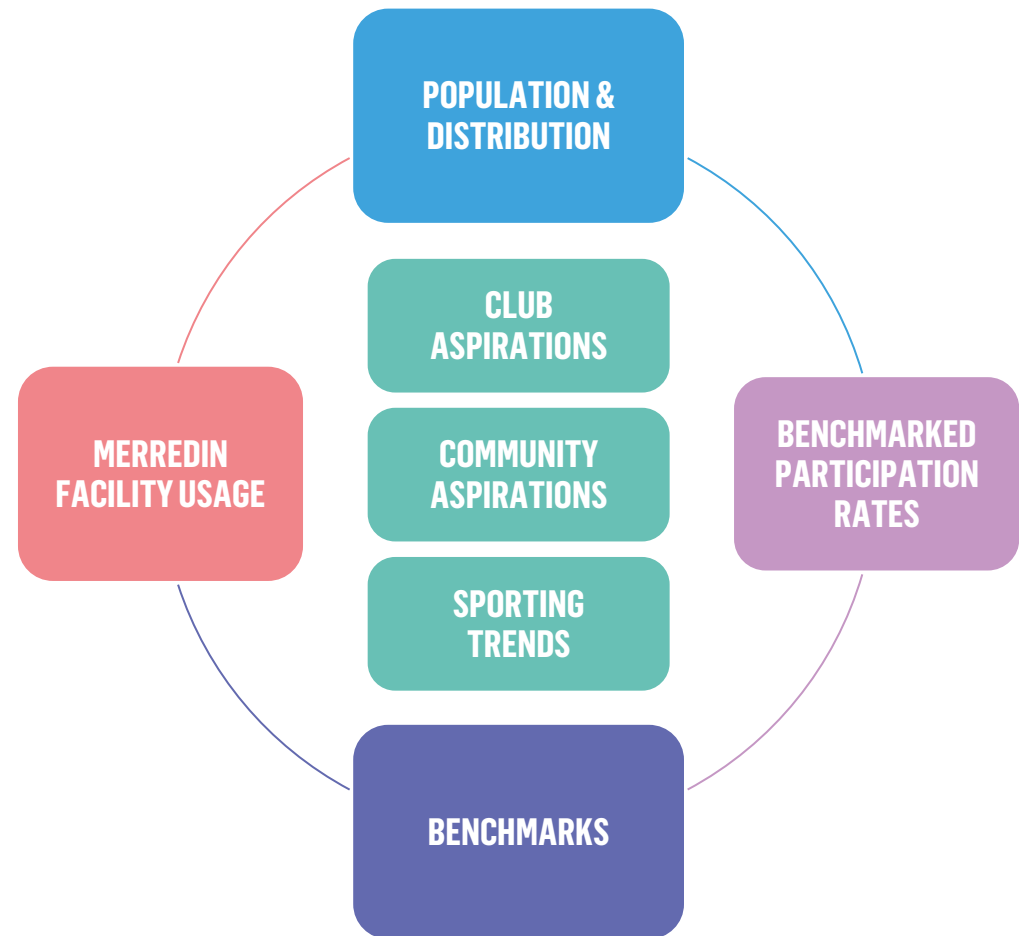 POPULATION &
DISTRIBUTION
CLUB
ASPIRATIONS
MERREDIN
FACILITY USAGE
COMMUNITY
ASPIRATIONS
BENCHMARKED
PARTICIPATION
RATES
SPORTING
TRENDS
BENCHMARKS